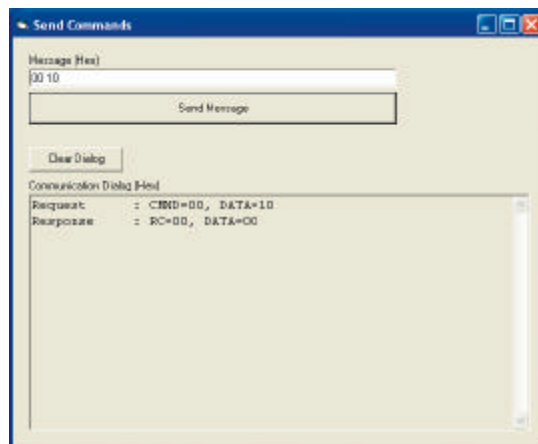 Send Commands
Message (Hex)
00 10
Send Message
Clear Dialog
Communication Dialog (Hex)
Request : CMND=00, DATA=10
Response : RC=00, DATA=00